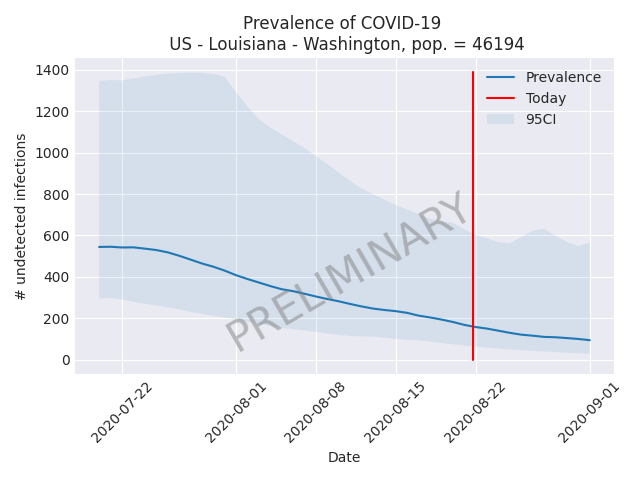 Prevalence of COVID-19
US - Louisiana - Washington, pop. = 46194
1400
1200
1000
800
600
400
200
0
# undetected infections
Prevalence
Today
95CI
PRELIMINARY
2020-07-22
2020-08-01
2020-08-08
2020-08-15
2020-08-22
2020-09-01
Date